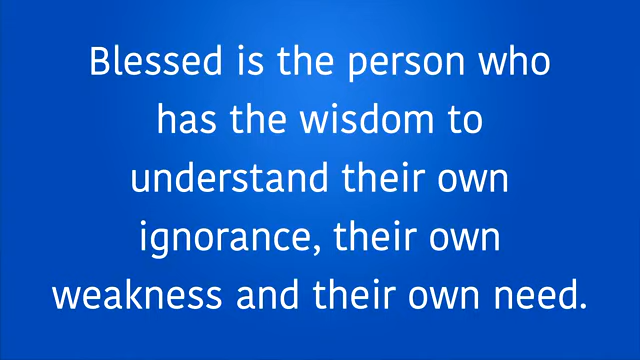 Blessed is the person who
has the wisdom to
understand their own
ignorance, their own
weakness and their own need.